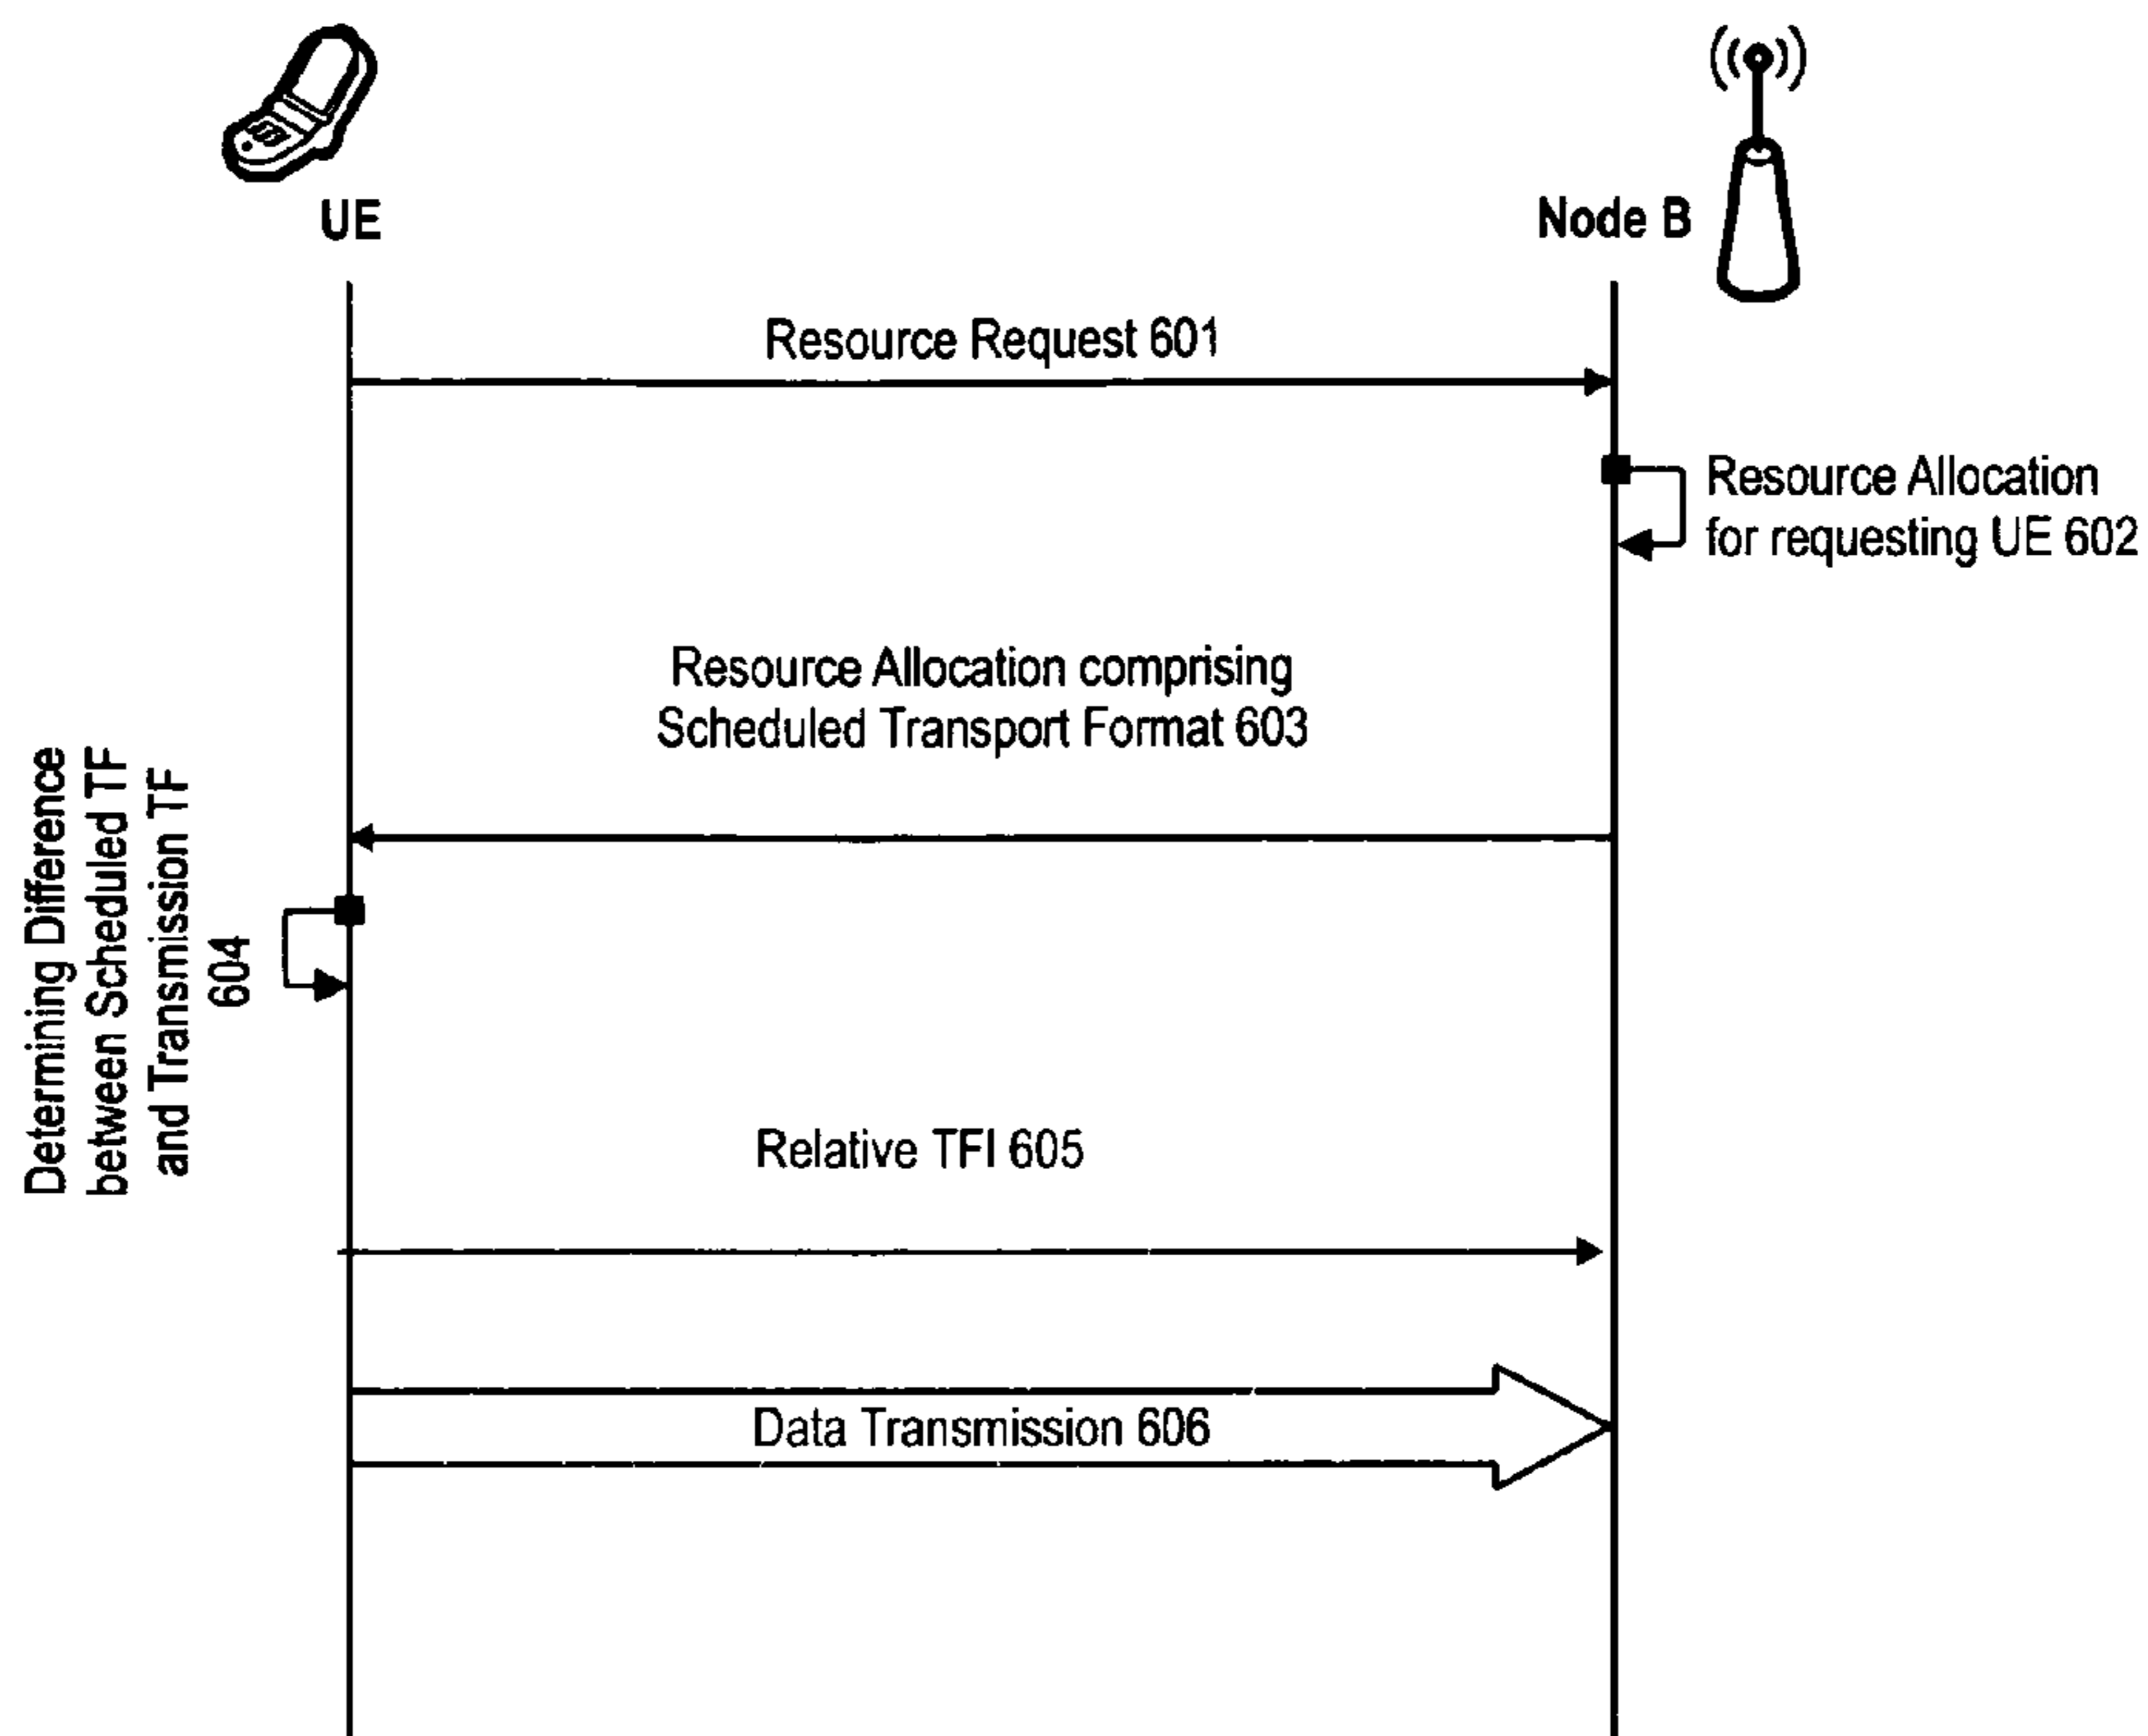 UE
Node B
Resource Request 601
Resource Allocation
for requesting UE 602
Resource Allocation comprising
Scheduled Transport Format 603
Determining Difference
between Scheduled TF
and Transmission TF
604
Relative TFI 605
Data Transmission 606